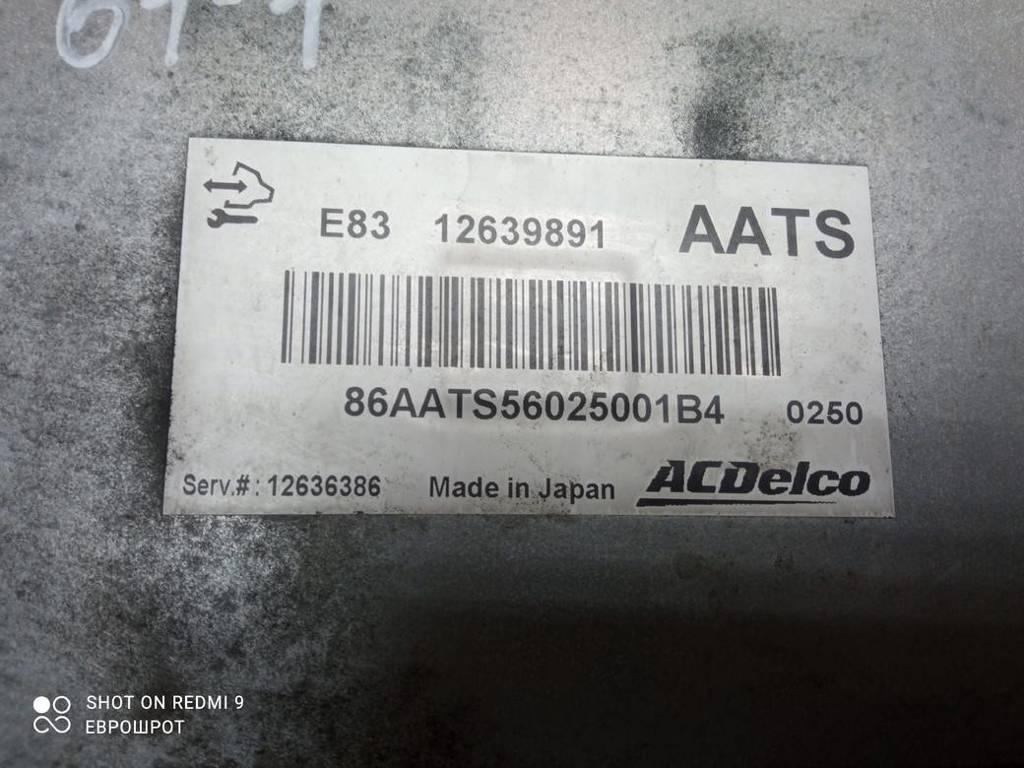 E83 12639891 AATS
86AATS56025001B4 0250
Serv.#: 12636386 Made in Japan ACDelco
SHOT ON REDMI 9
ЕВРОШРОТ